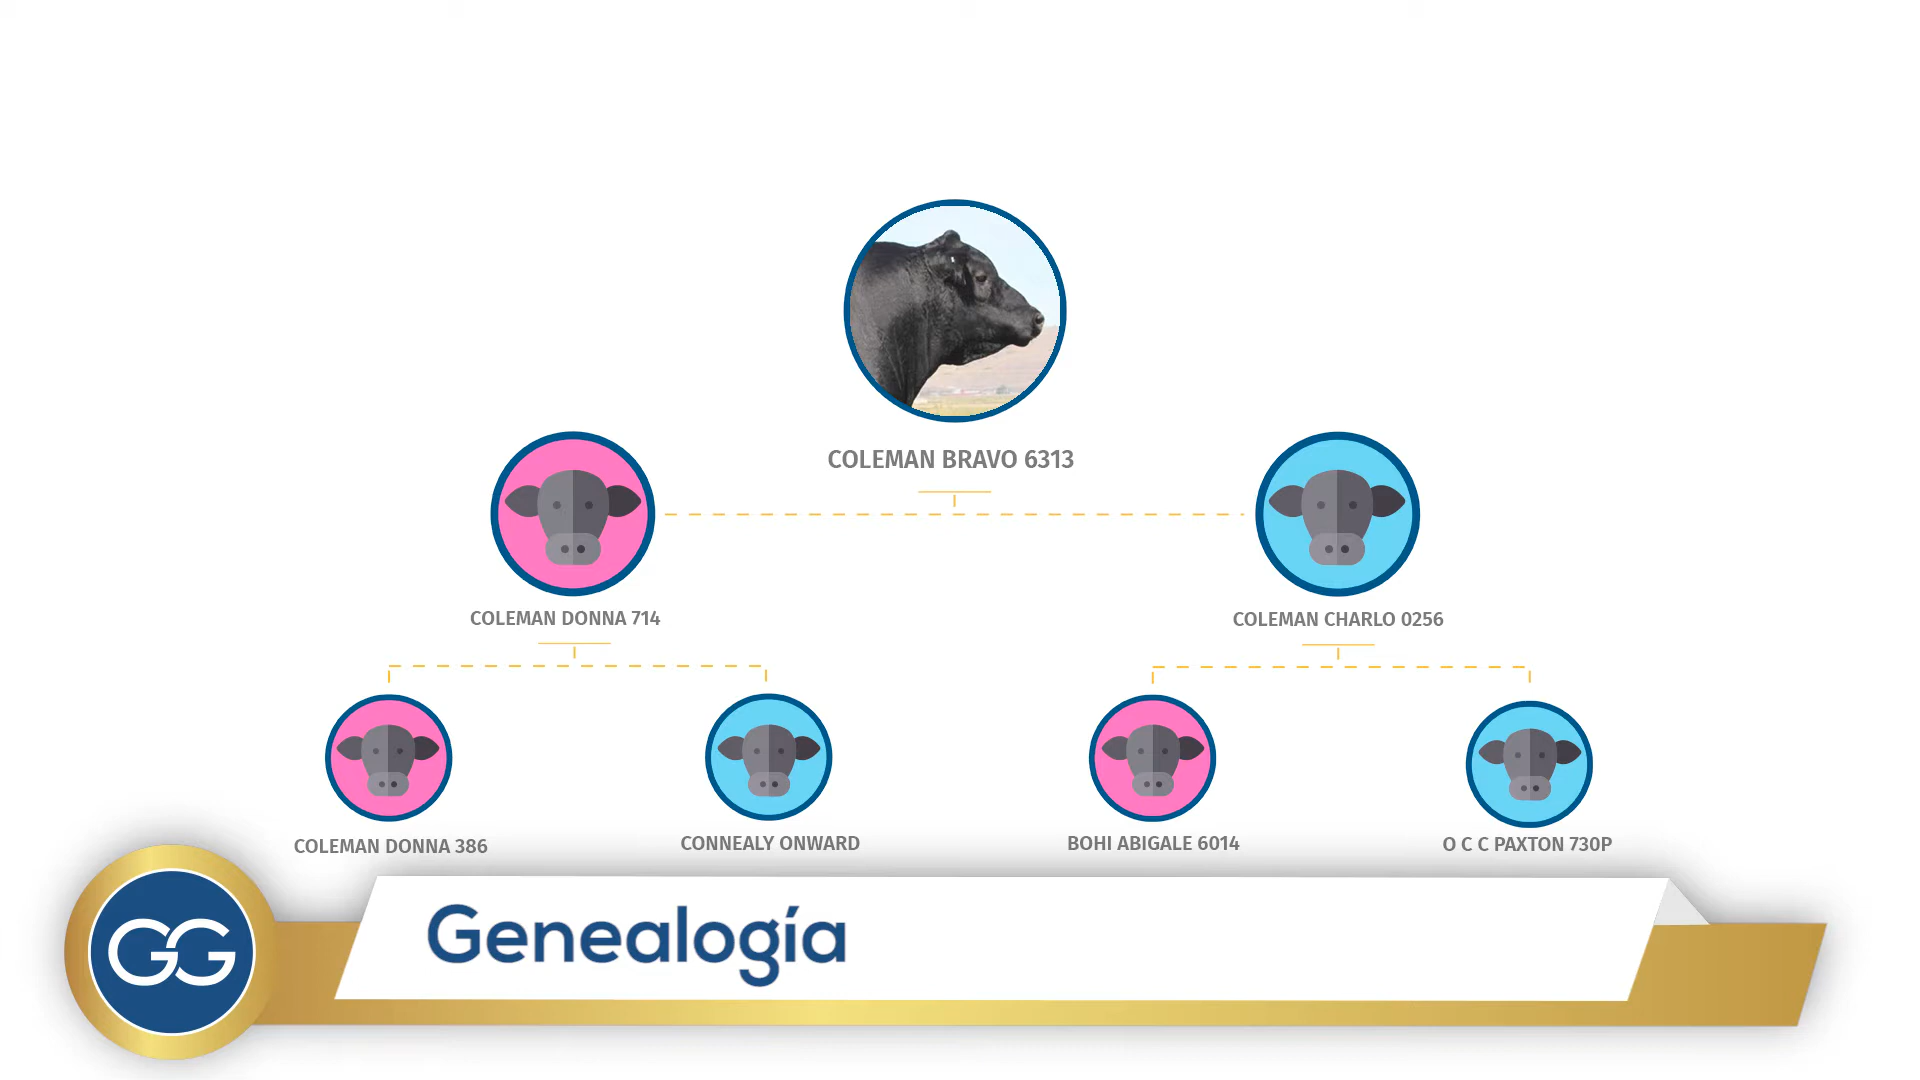 COLEMAN BRAVO 6313
COLEMAN DONNA 714
COLEMAN CHARLO 0256
COLEMAN DONNA 386
CONNEALY ONWARD
BOHI ABIGALE 6014
O C C PAXTON 730P
GG
Genealogía